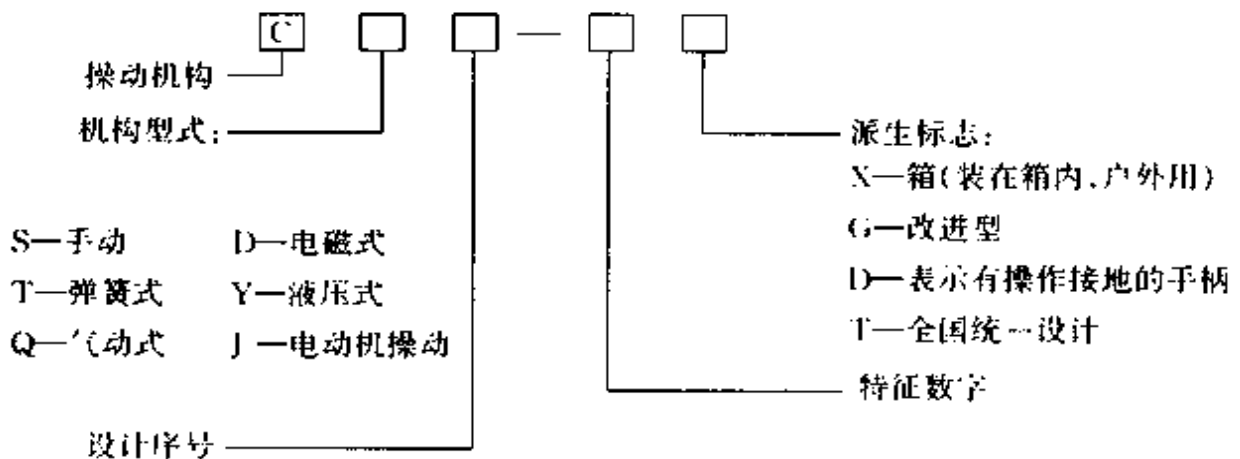 C □ □ — □ □
操动机构
机构型式:
派生标志:
X—箱(装在箱内、户外用)
S—手动 D—电磁式
G—改进型
T—弹簧式 Y—液压式
D—表示有操作接地的手柄
Q—气动式 J—电动机操动
T—全国统一设计
特征数字
设计序号